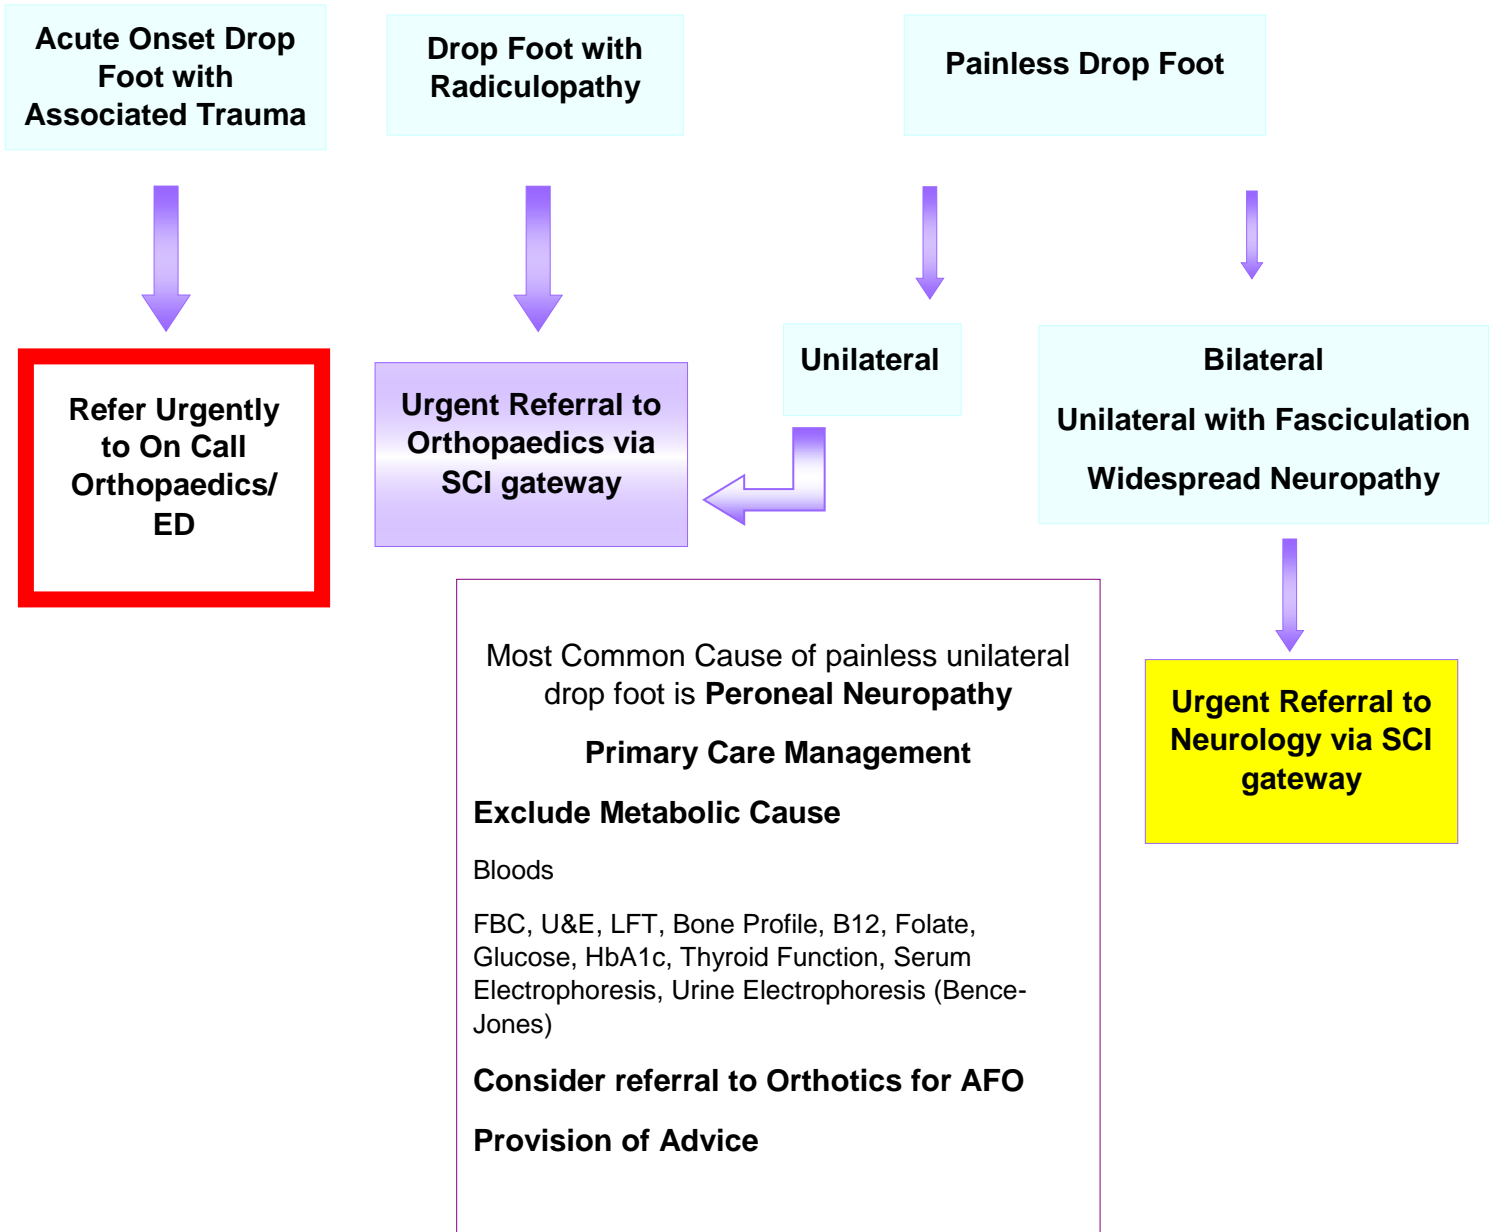 Acute Onset Drop
Foot with
Associated Trauma
Drop Foot with
Radiculopathy
Painless Drop Foot
Refer Urgently
to On Call
Orthopaedics/
ED
Urgent Referral to
Orthopaedics via
SCI gateway
Unilateral
Bilateral
Unilateral with Fasciculation
Widespread Neuropathy
Most Common Cause of painless unilateral
drop foot is Peroneal Neuropathy
Primary Care Management
Exclude Metabolic Cause
Bloods
FBC, U&E, LFT, Bone Profile, B12, Folate,
Glucose, HbA1c, Thyroid Function, Serum
Electrophoresis, Urine Electrophoresis (Bence-
Jones)
Consider referral to Orthotics for AFO
Provision of Advice
Urgent Referral to
Neurology via SCI
gateway